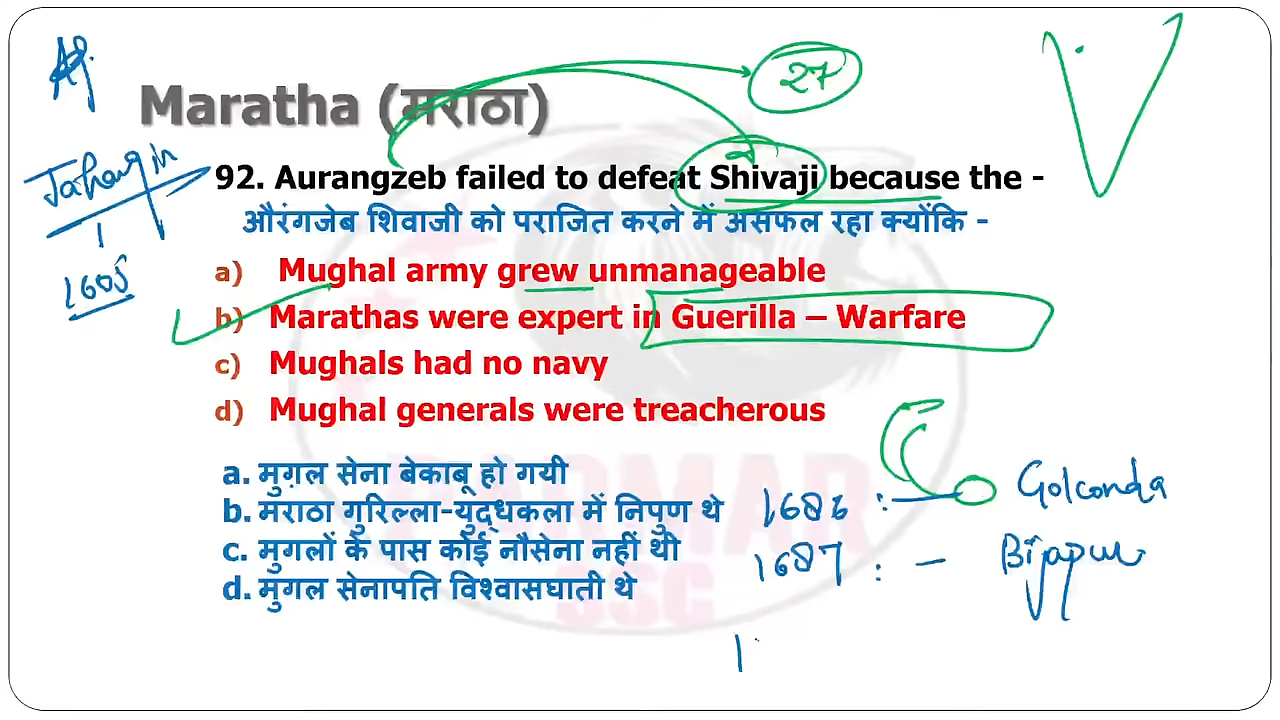 27
Maratha (मराठा)
Jahangir
1605
92. Aurangzeb failed to defeat Shivaji because the -
औरंगजेब शिवाजी को पराजित करने में असफल रहा क्योंकि -
a) Mughal army grew unmanageable
b) Marathas were expert in Guerilla – Warfare
c) Mughals had no navy
d) Mughal generals were treacherous
a. मुग़ल सेना बेकाबू हो गयी
b. मराठा गुरिल्ला-युद्धकला में निपुण थे
c. मुगलों के पास कोई नौसेना नहीं थी
d. मुगल सेनापति विश्वासघाती थे
1686 :— Golconda
1687 : — Bijapur
SSC